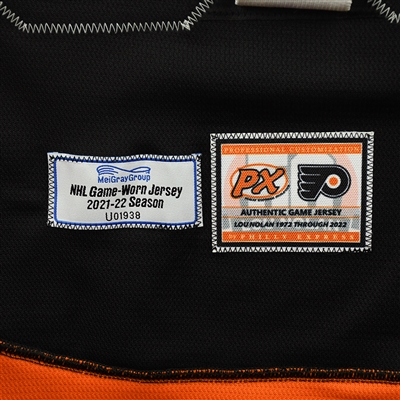 MeiGrayGroup
NHL Game-Worn Jersey
2021-22 Season
U01938
PROFESSIONAL CUSTOMIZATION
PX
AUTHENTIC GAME JERSEY
LOU NOLAN 1972 THROUGH 2022
BY PHILLY EXPRESS